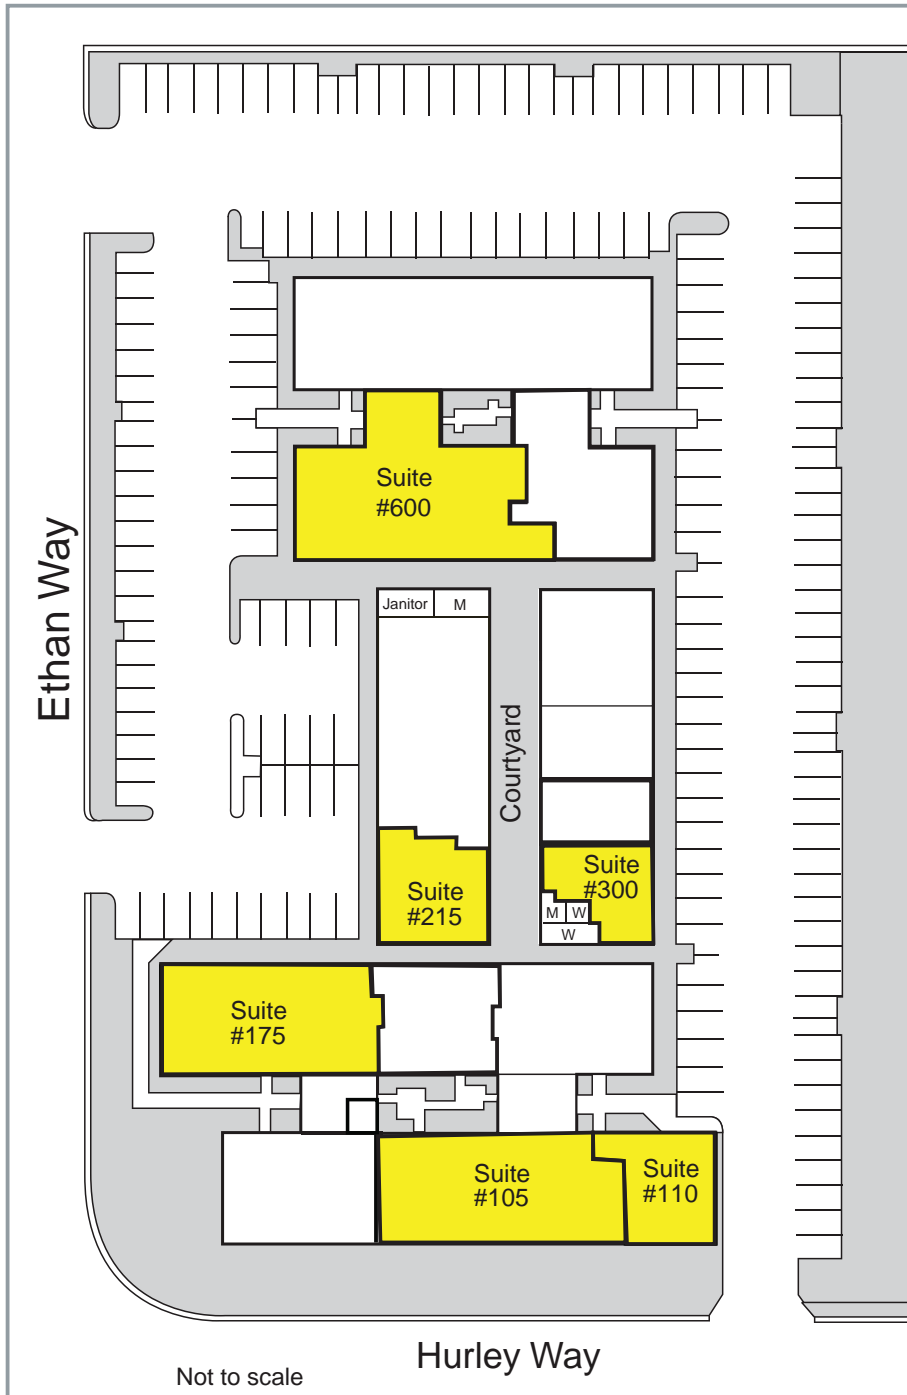 Suite
#600
Janitor
M
Ethan Way
Courtyard
Suite
#215
Suite
#300
M
W
W
Suite
#175
Suite
#105
Suite
#110
Hurley Way
Not to scale